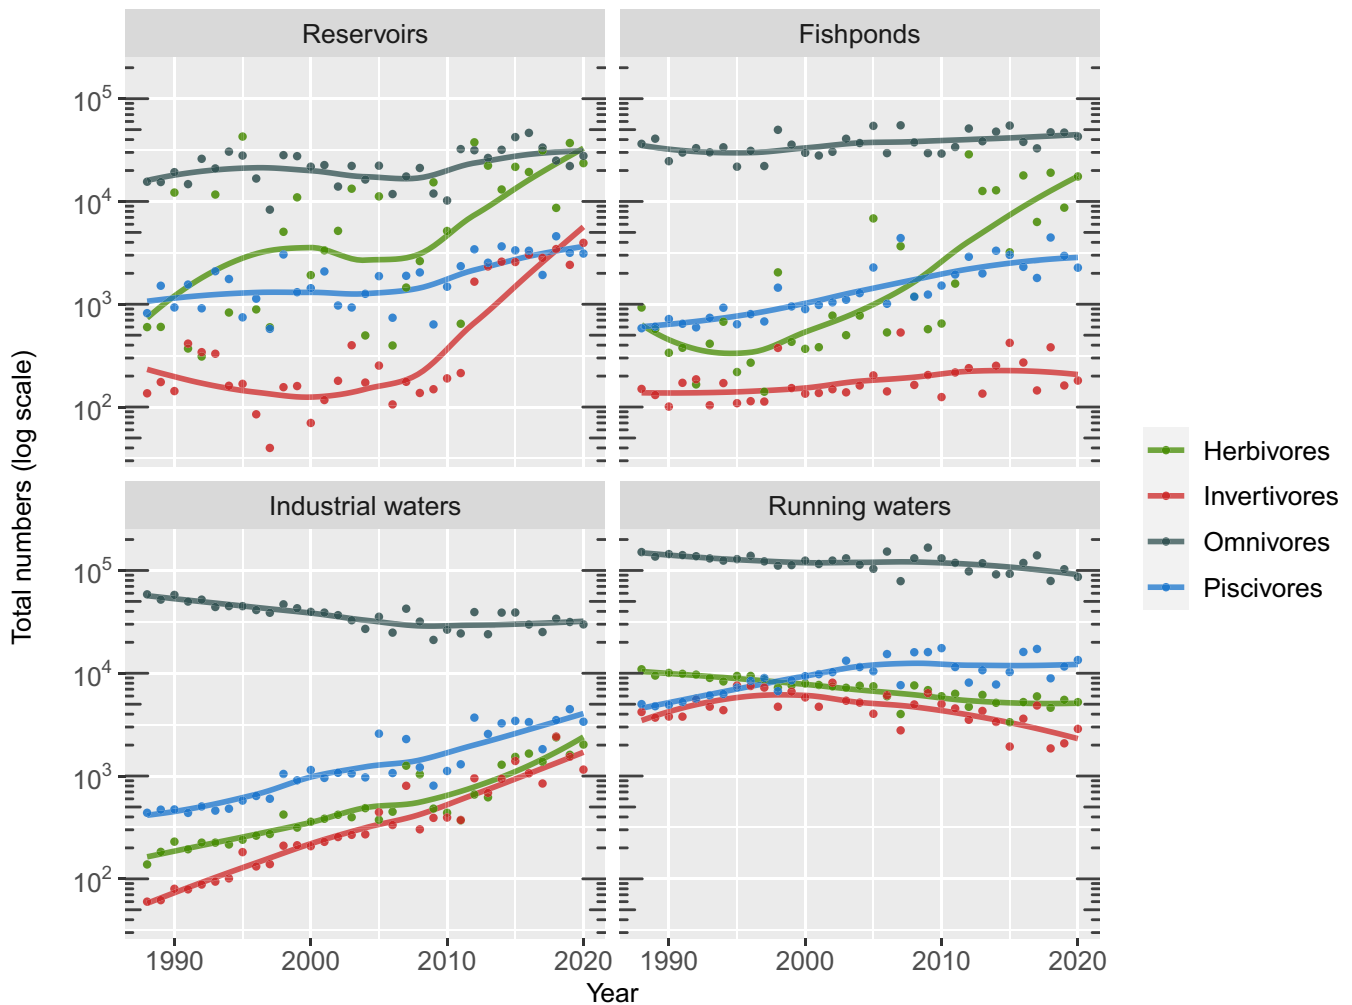 Reservoirs
Fishponds
10^5
10^4
10^3
10^2
Industrial waters
Running waters
10^5
10^4
10^3
10^2
1990 2000 2010 2020
1990 2000 2010 2020
Year
Total numbers (log scale)
Herbivores
Invertivores
Omnivores
Piscivores